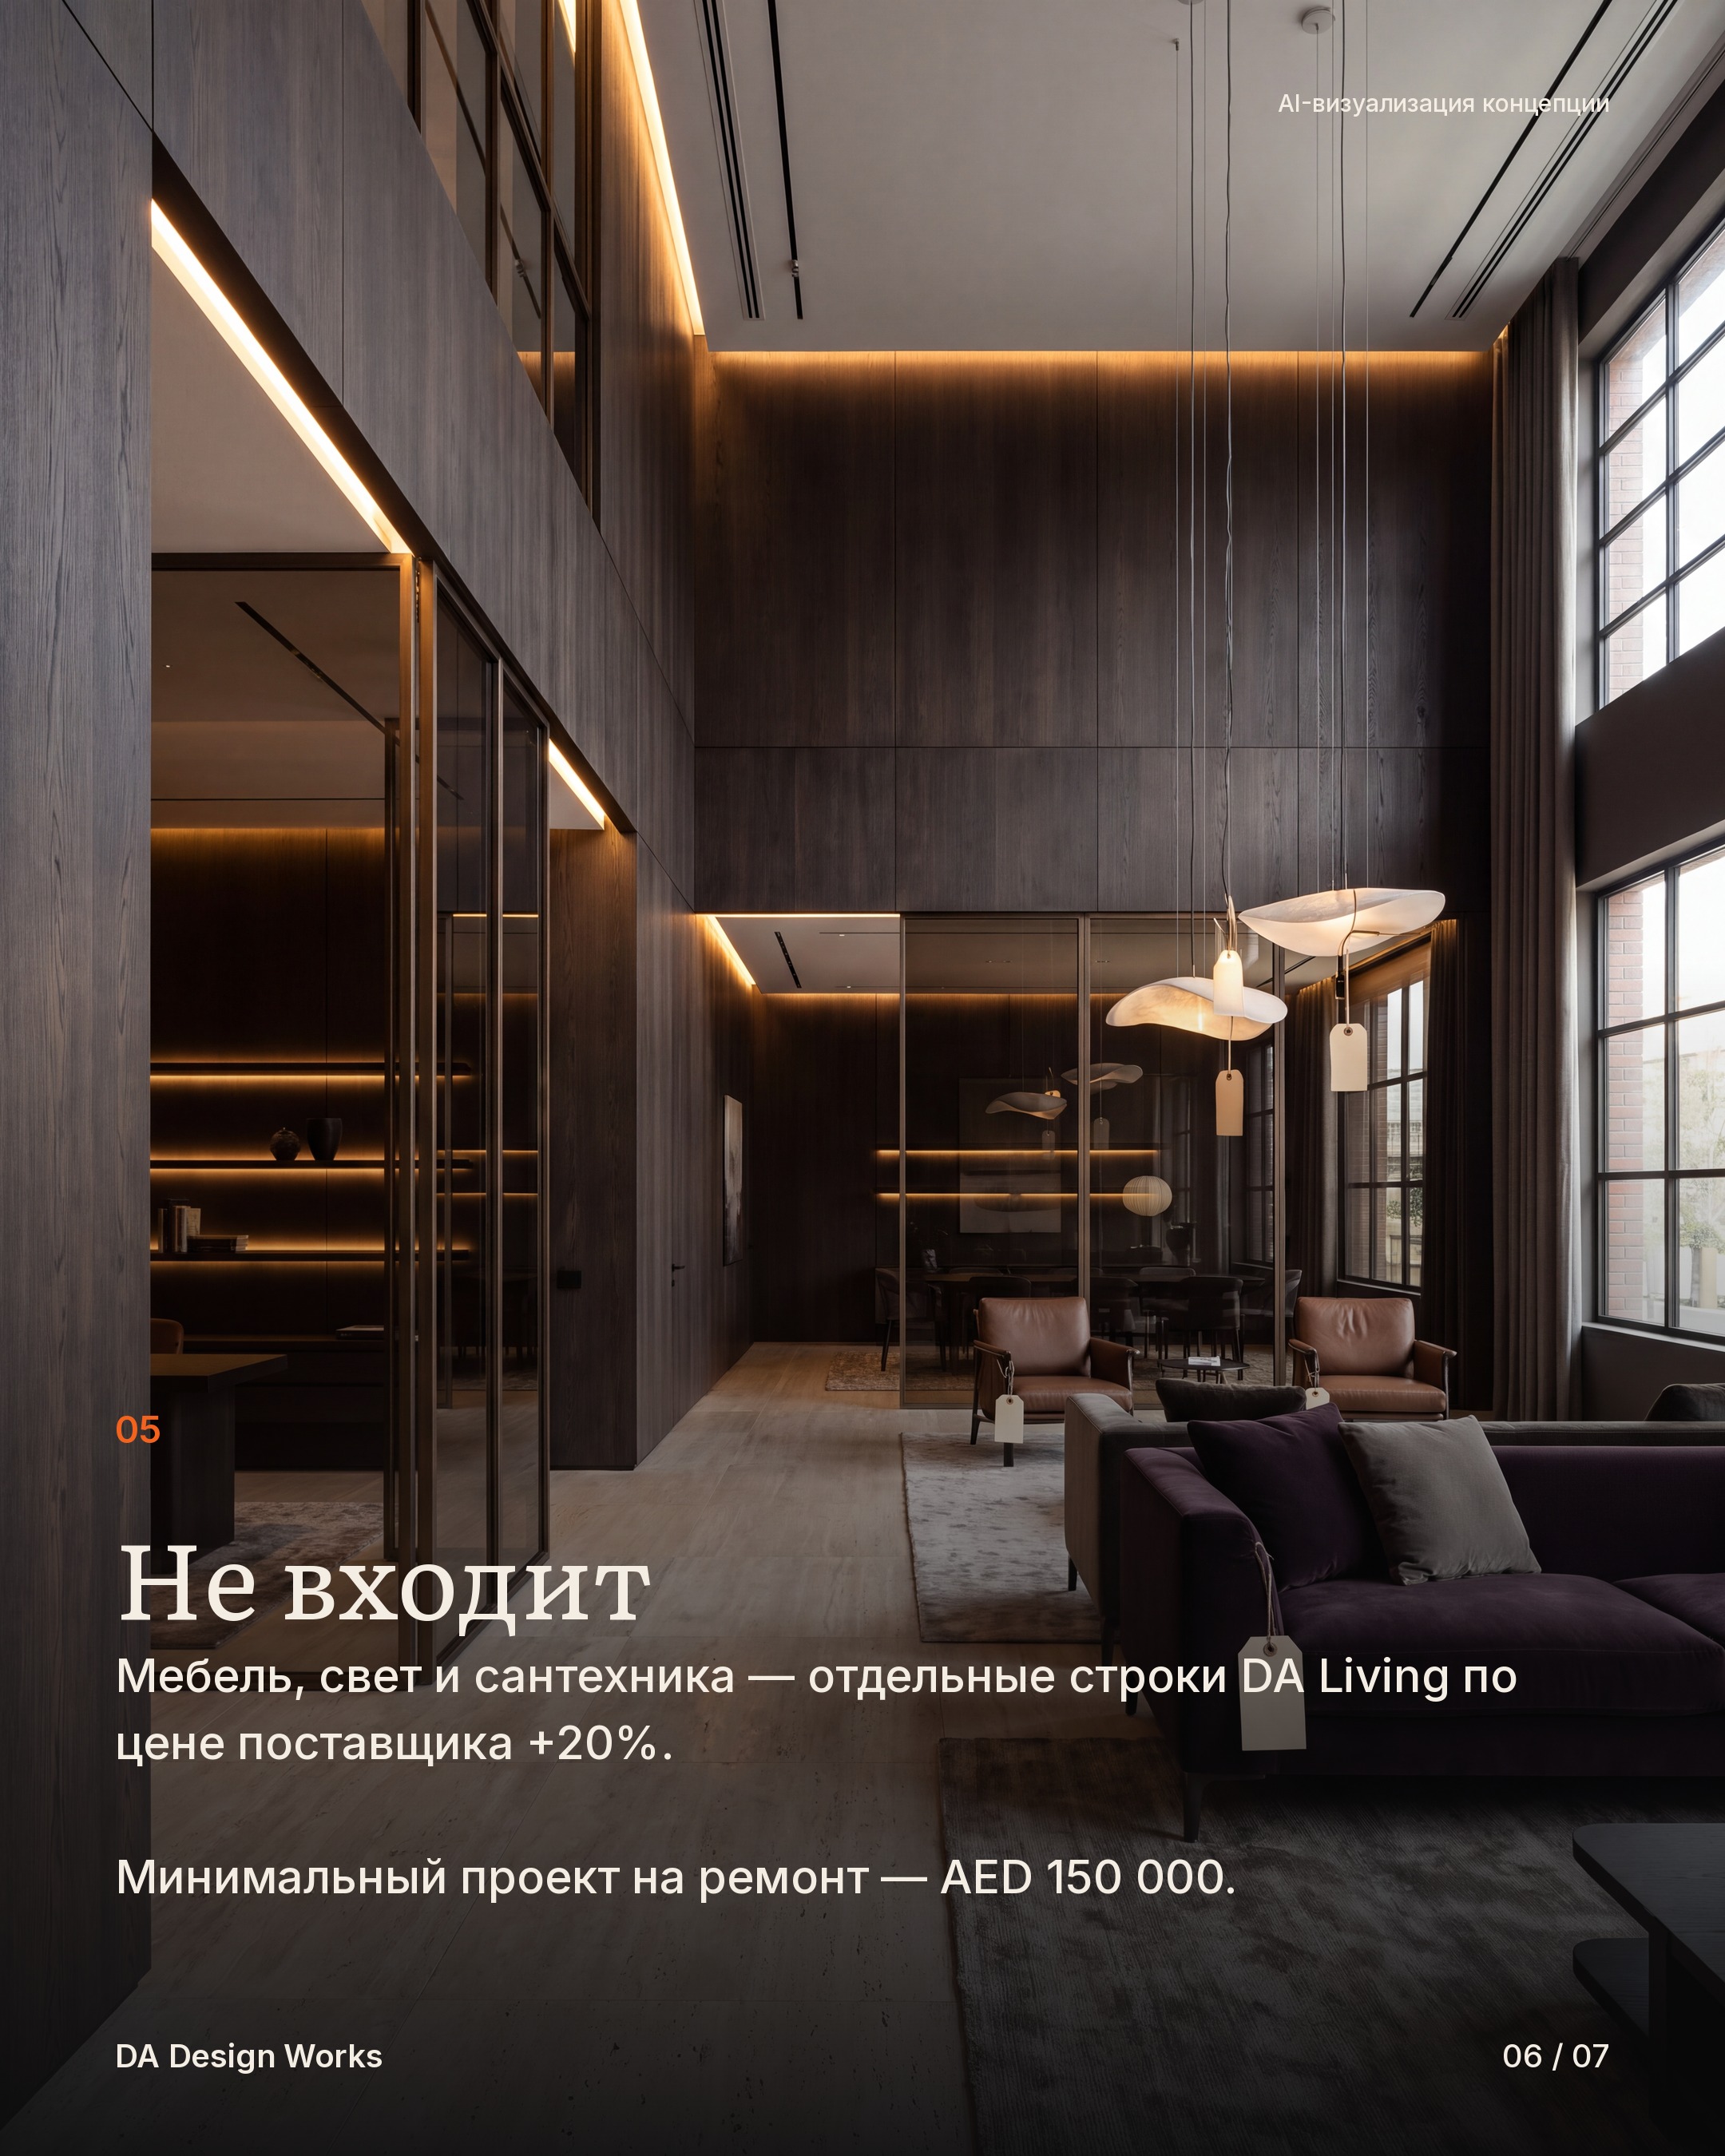 AI-визуализация концепции
05
Не входит
Мебель, свет и сантехника — отдельные строки DA Living по
цене поставщика +20%.
Минимальный проект на ремонт — AED 150 000.
DA Design Works
06 / 07